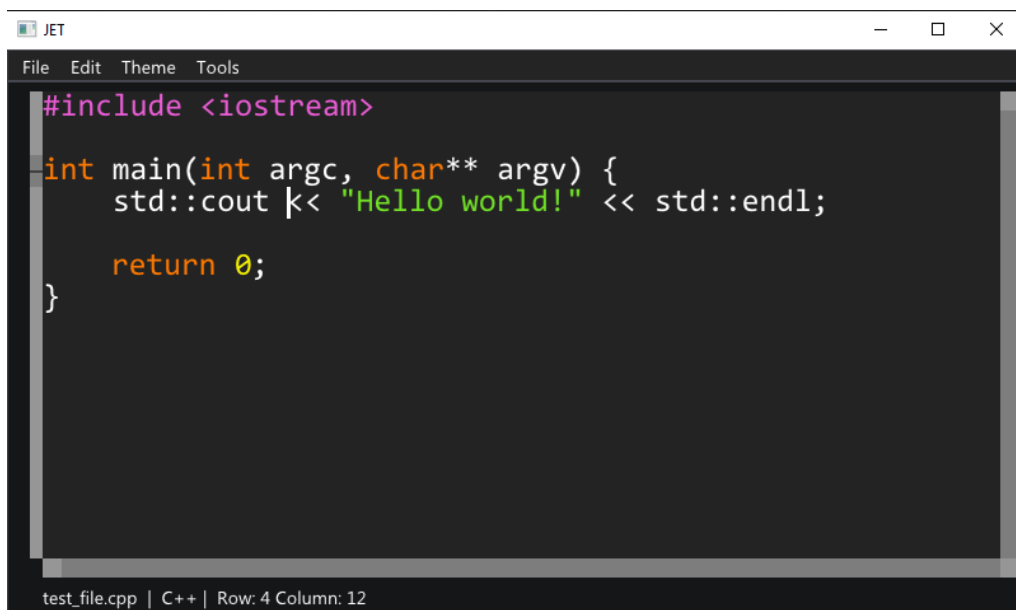 JET
File Edit Theme Tools
#include <iostream>
int main(int argc, char** argv) {
    std::cout << "Hello world!" << std::endl;
    return 0;
}
test_file.cpp | C++ | Row: 4 Column: 12